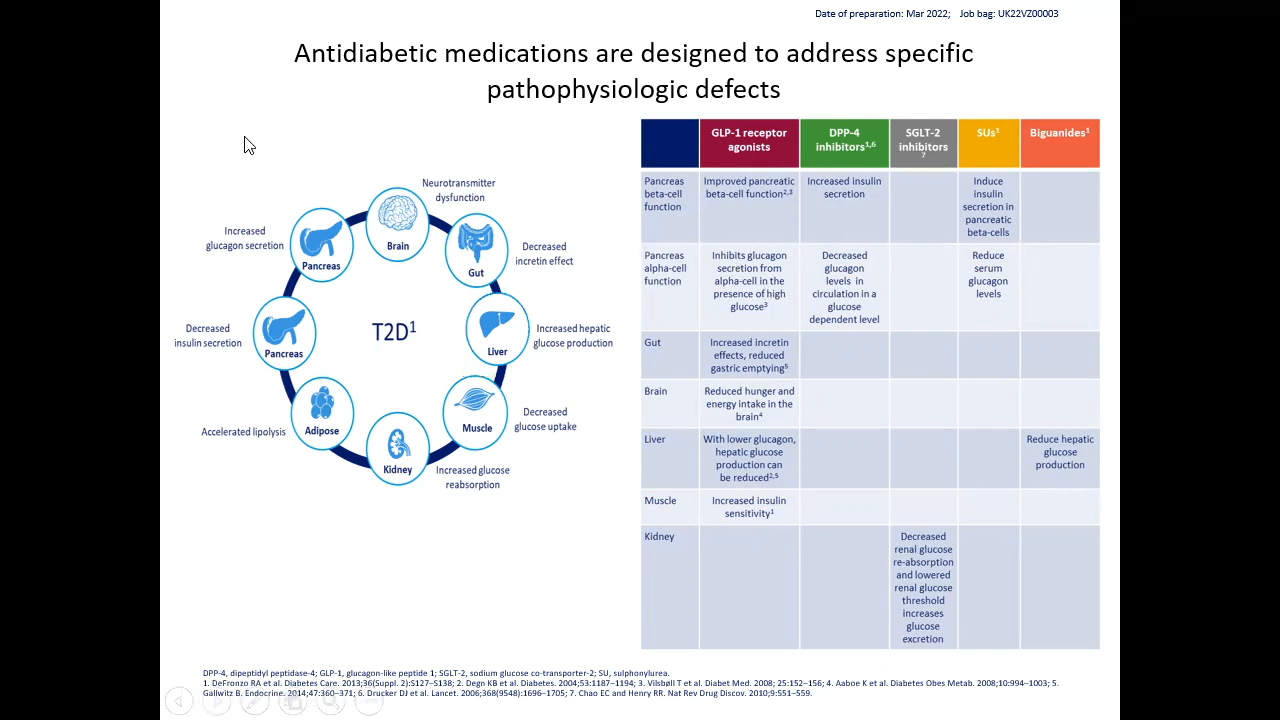 Date of preparation: Mar 2022; Job bag: UK22VZ00003
Antidiabetic medications are designed to address specific
pathophysiologic defects
Neurotransmitter
dysfunction
Brain
Increased
glucagon secretion
Pancreas
Gut
Decreased
incretin effect
Decreased
insulin secretion
Pancreas
T2D¹
Liver
Increased hepatic
glucose production
Accelerated lipolysis
Adipose
Muscle
Decreased
glucose uptake
Kidney
Increased glucose
reabsorption
GLP-1 receptor
agonists
DPP-4
inhibitors¹,⁶
SGLT-2
inhibitors
7
SUs¹
Biguanides¹
Pancreas
beta-cell
function
Improved pancreatic
beta-cell function²,³
Increased insulin
secretion
Induce
insulin
secretion in
pancreatic
beta-cells
Pancreas
alpha-cell
function
Inhibits glucagon
secretion from
alpha-cell in the
presence of high
glucose³
Decreased
glucagon
levels in
circulation in a
glucose
dependent level
Reduce
serum
glucagon
levels
Gut
Increased incretin
effects, reduced
gastric emptying⁵
Brain
Reduced hunger and
energy intake in the
brain⁴
Liver
With lower glucagon,
hepatic glucose
production can
be reduced²,⁵
Reduce hepatic
glucose
production
Muscle
Increased insulin
sensitivity¹
Kidney
Decreased
renal glucose
re-absorption
and lowered
renal glucose
threshold
increases
glucose
excretion
DPP-4, dipeptidyl peptidase-4; GLP-1, glucagon-like peptide 1; SGLT-2, sodium glucose co-transporter-2; SU, sulphonylurea.
1. DeFronzo RA et al. Diabetes Care. 2013;36(Suppl. 2):S127–S138; 2. Degn KB et al. Diabetes. 2004;53:1187–1194; 3. Vilsbøll T et al. Diabet Med. 2008; 25:152–156; 4. Aaboe K et al. Diabetes Obes Metab. 2008;10:994–1003; 5.
Gallwitz B. Endocrine. 2014;47:360–371; 6. Drucker DJ et al. Lancet. 2006;368(9548):1696–1705; 7. Chao EC and Henry RR. Nat Rev Drug Discov. 2010;9:551–559.